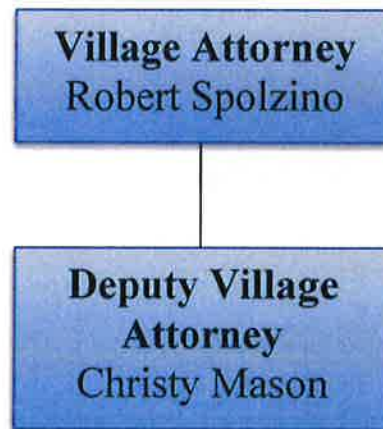 Village Attorney
Robert Spolzino
Deputy Village
Attorney
Christy Mason